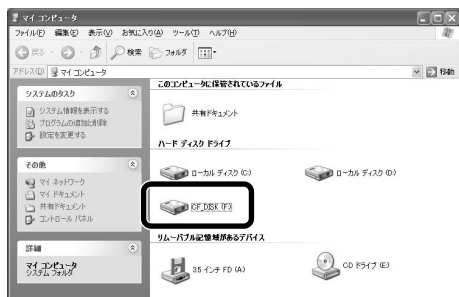 マイ コンピュータ
ファイル(F) 編集(E) 表示(V) お気に入り(A) ツール(T) ヘルプ(H)
戻る 検索 フォルダ
アドレス(D) マイ コンピュータ 移動
システムのタスク
システム情報を表示する
プログラムの追加と削除
設定を変更する
その他
マイ ネットワーク
マイ ドキュメント
共有ドキュメント
コントロール パネル
詳細
マイ コンピュータ
システム フォルダ
このコンピュータに保管されているファイル
共有ドキュメント
ハード ディスク ドライブ
ローカル ディスク (C:)
ローカル ディスク (D:)
CF_DISK (F:)
リムーバブル記憶域があるデバイス
3.5 インチ FD (A:)
CD ドライブ (E:)